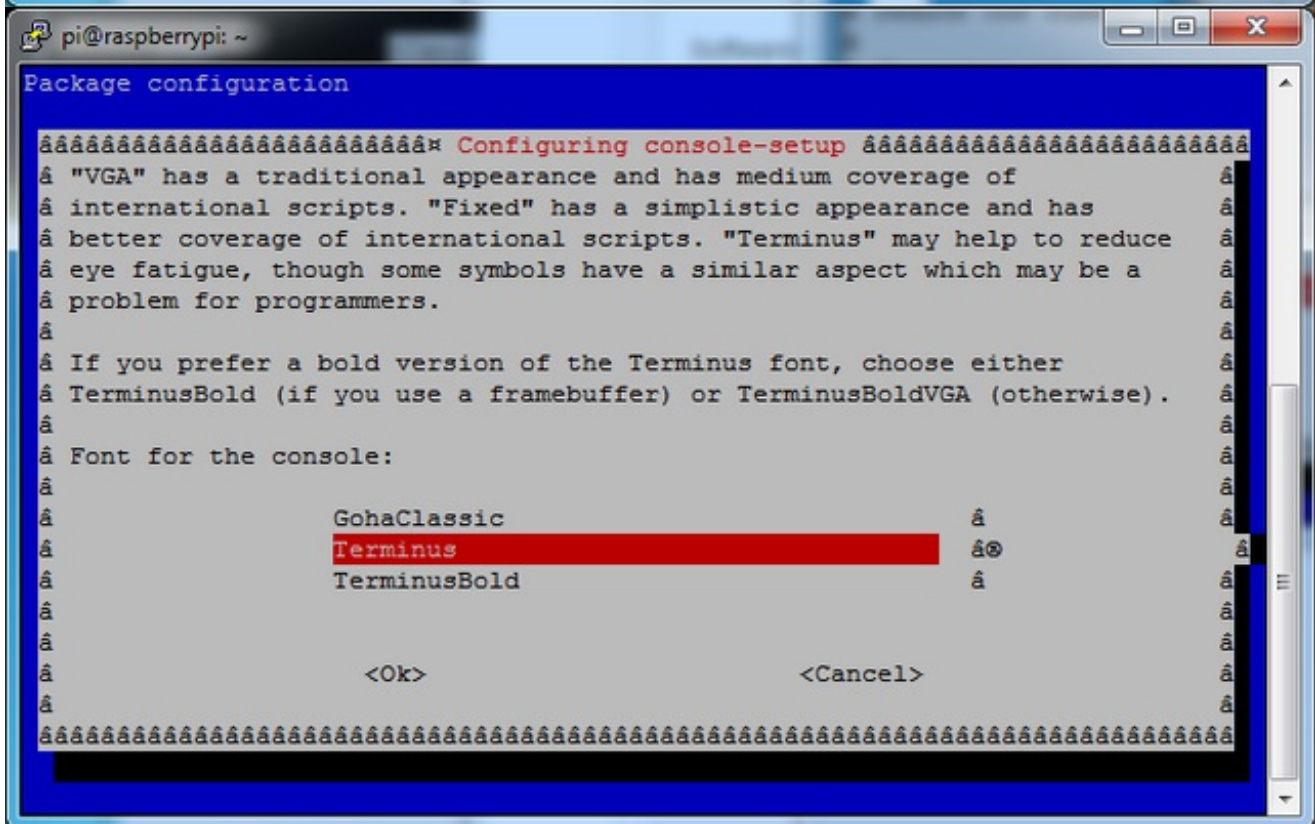 pi@raspberrypi: ~
Package configuration
âââââââââââââââââââââââââ¤ Configuring console-setup âââââââââââââââââââââââââ
â "VGA" has a traditional appearance and has medium coverage of â
â international scripts. "Fixed" has a simplistic appearance and has â
â better coverage of international scripts. "Terminus" may help to reduce â
â eye fatigue, though some symbols have a similar aspect which may be a â
â problem for programmers. â
â â
â If you prefer a bold version of the Terminus font, choose either â
â TerminusBold (if you use a framebuffer) or TerminusBoldVGA (otherwise). â
â â
â Font for the console: â
â â
â GohaClassic â â
â Terminus â® â
â TerminusBold â â
â â
â â
â <Ok> <Cancel> â
â â
âââââââââââââââââââââââââââââââââââââââââââââââââââââââââââââââââââââââââââââ